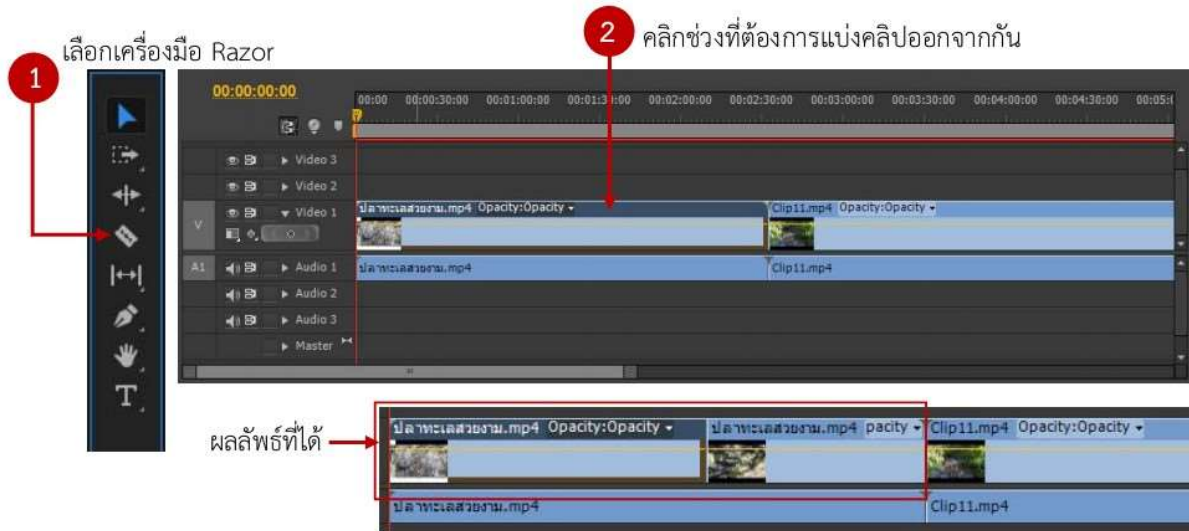 เลือกเครื่องมือ Razor
1
2 คลิกช่วงที่ต้องการแบ่งคลิปออกจากกัน
00:00:00:00
00:00 00:00:30:00 00:01:00:00 00:02:00:00 00:02:30:00 00:03:00:00 00:03:30:00 00:04:00:00 00:04:30:00
Video 3
Video 2
V Video 1
ปลาทะเลสวยงาม.mp4 Opacity:Opacity Clip11.mp4 Opacity:Opacity
A1 Audio 1 ปลาทะเลสวยงาม.mp4 Clip11.mp4
Audio 2
Audio 3
Master
T
ผลลัพธ์ที่ได้
ปลาทะเลสวยงาม.mp4 Opacity:Opacity ปลาทะเลสวยงาม.mp4 pacity Clip11.mp4 Opacity:Opacity
ปลาทะเลสวยงาม.mp4 Clip11.mp4